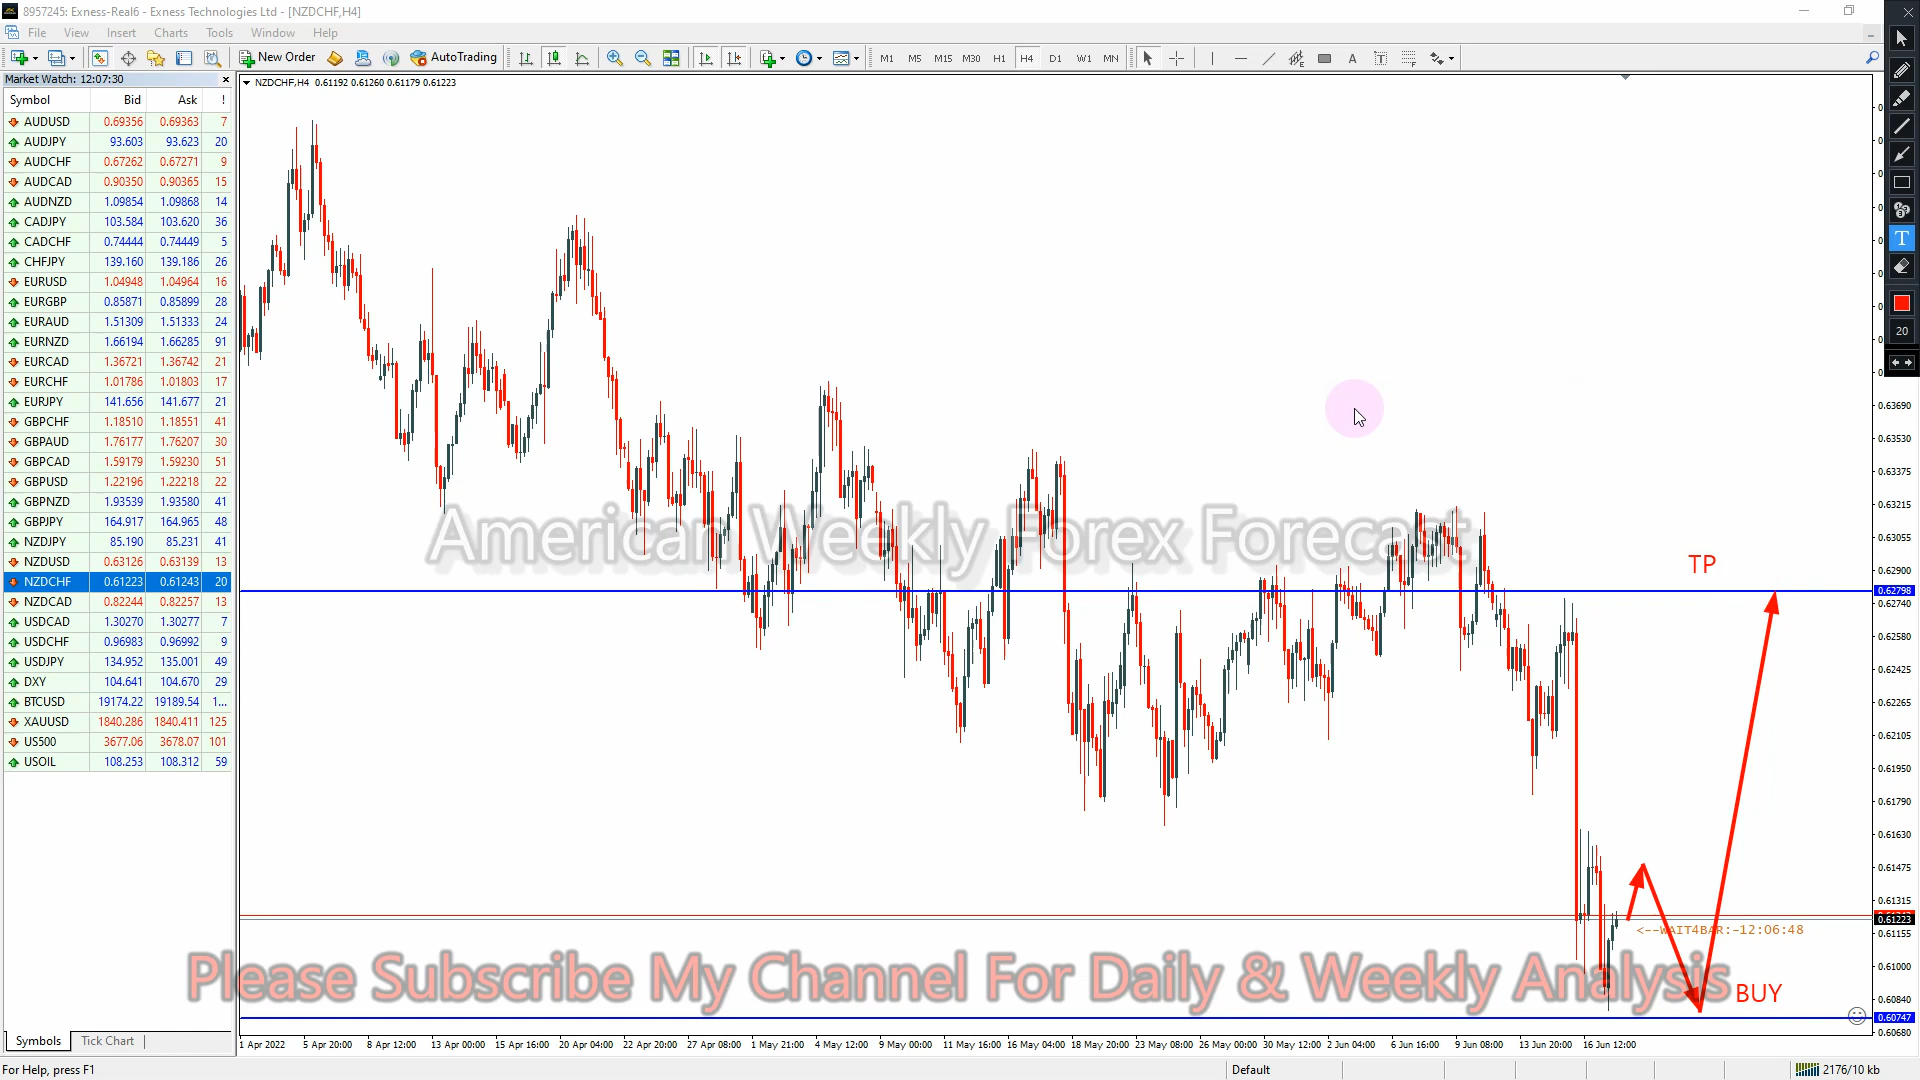 8957245: Exness-Real6 - Exness Technologies Ltd - [NZDCHF,H4]
File View Insert Charts Tools Window Help
New Order AutoTrading M1 M5 M15 M30 H1 H4 D1 W1 MN A T
Market Watch: 12:07:30
Symbol Bid Ask !
AUDUSD 0.69356 0.69363 7
AUDJPY 93.603 93.623 20
AUDCHF 0.67262 0.67271 9
AUDCAD 0.90350 0.90365 15
AUDNZD 1.09854 1.09868 14
CADJPY 103.584 103.620 36
CADCHF 0.74444 0.74449 5
CHFJPY 139.160 139.186 26
EURUSD 1.04948 1.04964 16
EURGBP 0.85871 0.85899 28
EURAUD 1.51309 1.51333 24
EURNZD 1.66194 1.66285 91
EURCAD 1.36721 1.36742 21
EURCHF 1.01786 1.01803 17
EURJPY 141.656 141.677 21
GBPCHF 1.18510 1.18551 41
GBPAUD 1.76177 1.76207 30
GBPCAD 1.59179 1.59230 51
GBPUSD 1.22196 1.22218 22
GBPNZD 1.93539 1.93580 41
GBPJPY 164.917 164.965 48
NZDJPY 85.190 85.231 41
NZDUSD 0.63126 0.63139 13
NZDCHF 0.61223 0.61243 20
NZDCAD 0.82244 0.82257 13
USDCAD 1.30270 1.30277 7
USDCHF 0.96983 0.96992 9
USDJPY 134.952 135.001 49
DXY 104.641 104.670 29
BTCUSD 19174.22 19189.54 1...
XAUUSD 1840.286 1840.411 125
US500 3677.06 3678.07 101
USOIL 108.253 108.312 59
Symbols Tick Chart
NZDCHF,H4 0.61192 0.61260 0.61179 0.61223
American Weekly Forex Forecast
TP
<--WAIT4BAR:-12:06:48
Please Subscribe My Channel For Daily & Weekly Analysis
BUY
0.63690
0.63530
0.63375
0.63215
0.63055
0.62900
0.62798
0.62740
0.62580
0.62425
0.62265
0.62105
0.61950
0.61790
0.61630
0.61475
0.61315
0.61223
0.61155
0.61000
0.60840
0.60747
0.60680
1 Apr 2022 5 Apr 20:00 8 Apr 12:00 13 Apr 00:00 15 Apr 16:00 20 Apr 04:00 22 Apr 20:00 27 Apr 08:00 1 May 21:00 4 May 12:00 9 May 00:00 11 May 16:00 16 May 04:00 18 May 20:00 23 May 08:00 26 May 00:00 30 May 12:00 2 Jun 04:00 6 Jun 16:00 9 Jun 08:00 13 Jun 20:00 16 Jun 12:00
T
20
For Help, press F1 Default 2176/10 kb